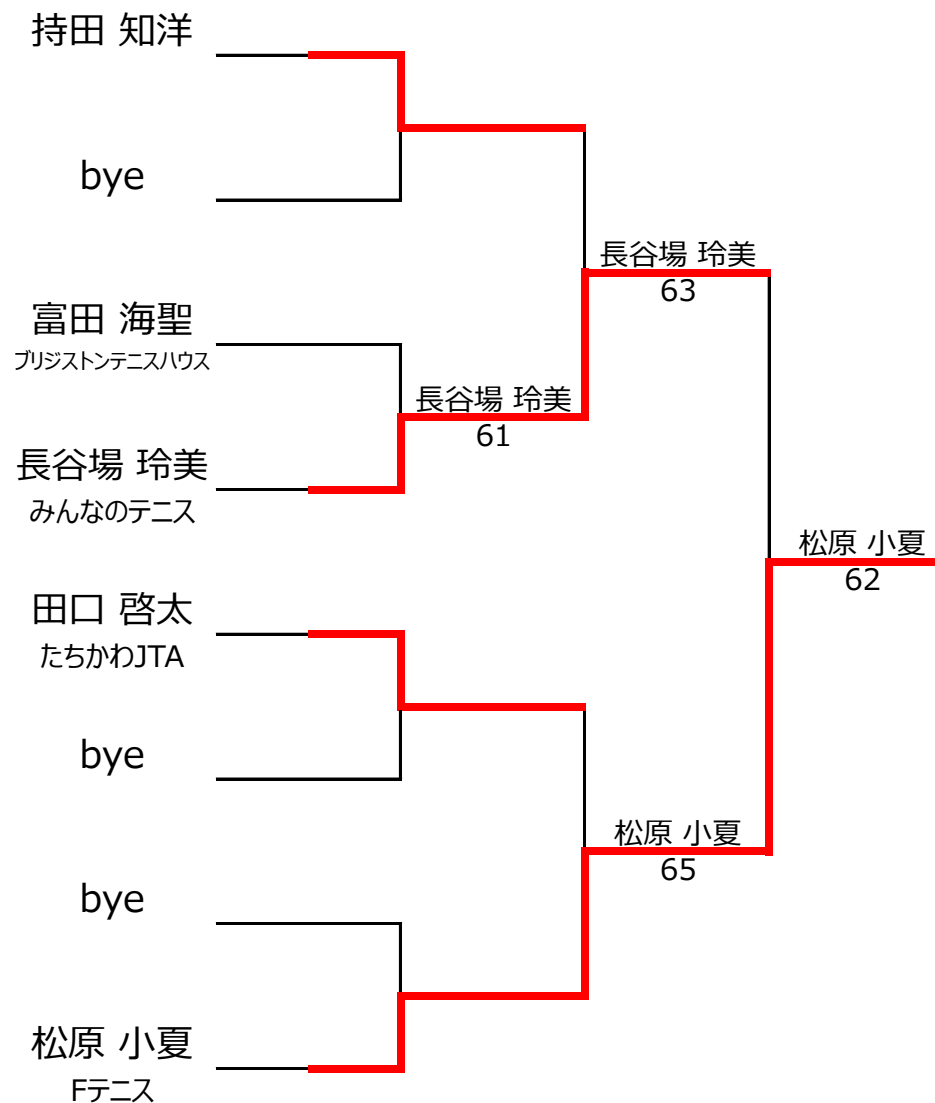 持田 知洋
bye
富田 海聖
ブリジストンテニスハウス
長谷場 玲美
みんなのテニス
田口 啓太
たちかわJTA
bye
bye
松原 小夏
Fテニス
長谷場 玲美
61
長谷場 玲美
63
松原 小夏
65
松原 小夏
62